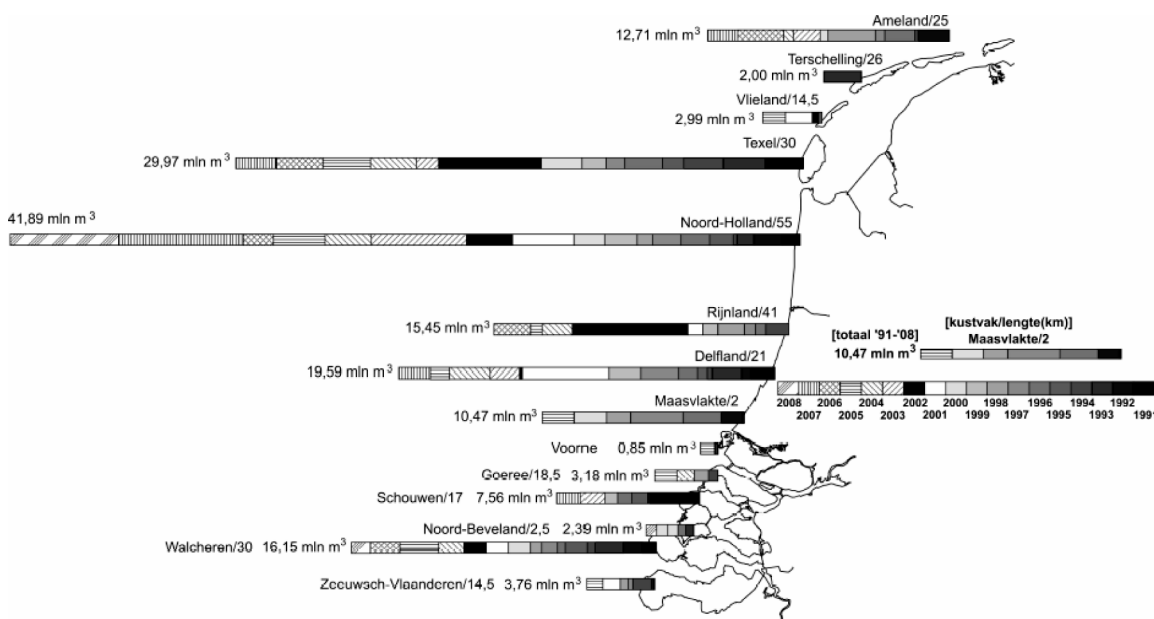 Ameland/25
12,71 mln m³
Terschelling/26
2,00 mln m³
Vlieland/14,5
2,99 mln m³
Texel/30
29,97 mln m³
41,89 mln m³
Noord-Holland/55
Rijnland/41
15,45 mln m³
[totaal '91-'08] [kustvak/lengte(km)]
Maasvlakte/2
10,47 mln m³
Delfland/21
19,59 mln m³
2008 2006 2004 2002 2000 1998 1996 1994 1992
2007 2005 2003 2001 1999 1997 1995 1993 1991
Maasvlakte/2
10,47 mln m³
Voorne 0,85 mln m³
Goeree/18,5 3,18 mln m³
Schouwen/17 7,56 mln m³
Noord-Beveland/2,5 2,39 mln m³
Walcheren/30 16,15 mln m³
Zeeuwsch-Vlaanderen/14,5 3,76 mln m³